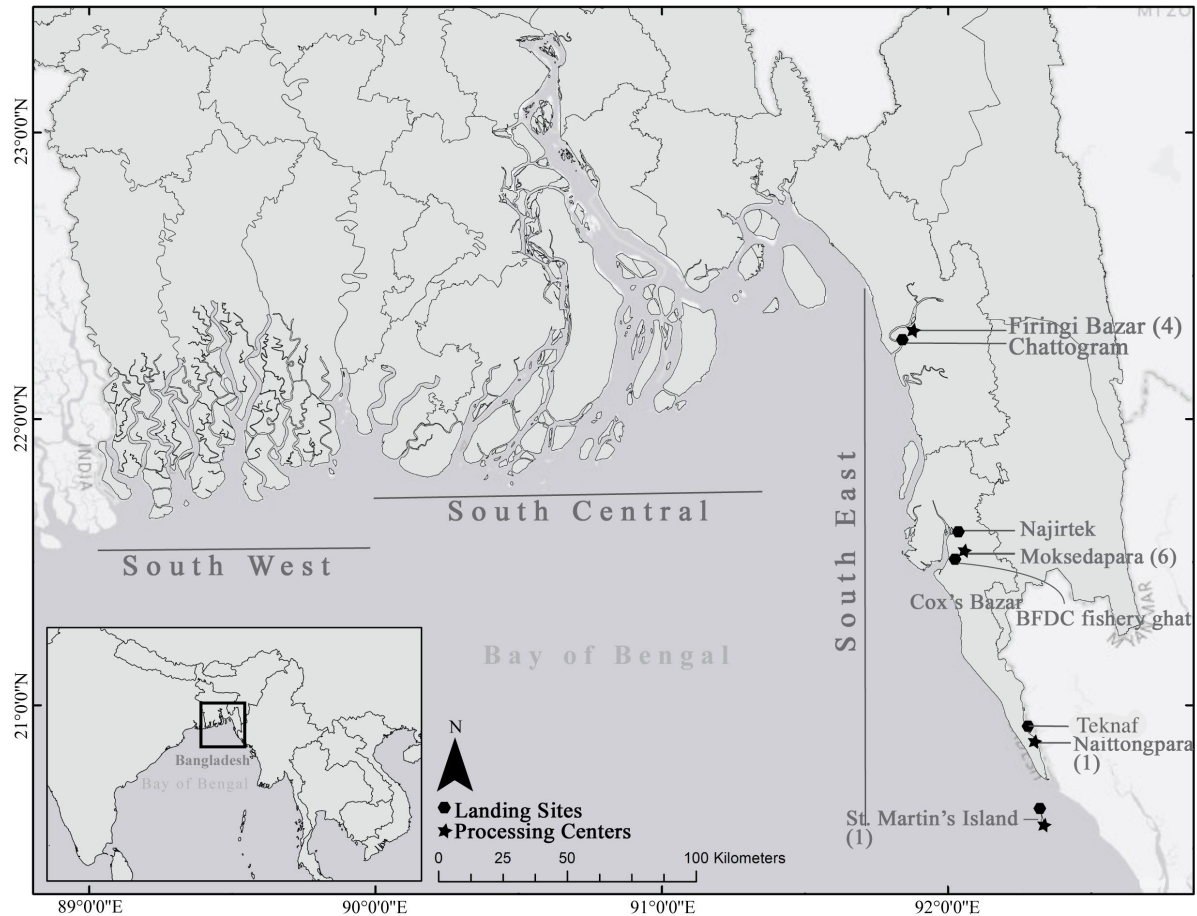 23°0'0"N
22°0'0"N
21°0'0"N
INDIA
Firingi Bazar (4)
Chattogram
South Central
South West
South East
Najirtek
Moksedapara (6)
Cox's Bazar
BFDC fishery ghat
MYANMAR
Bay of Bengal
Bangladesh
Bay of Bengal
N
Landing Sites
Processing Centers
0 25 50 100 Kilometers
Teknaf
Naittongpara
(1)
St. Martin's Island
(1)
89°0'0"E 90°0'0"E 91°0'0"E 92°0'0"E